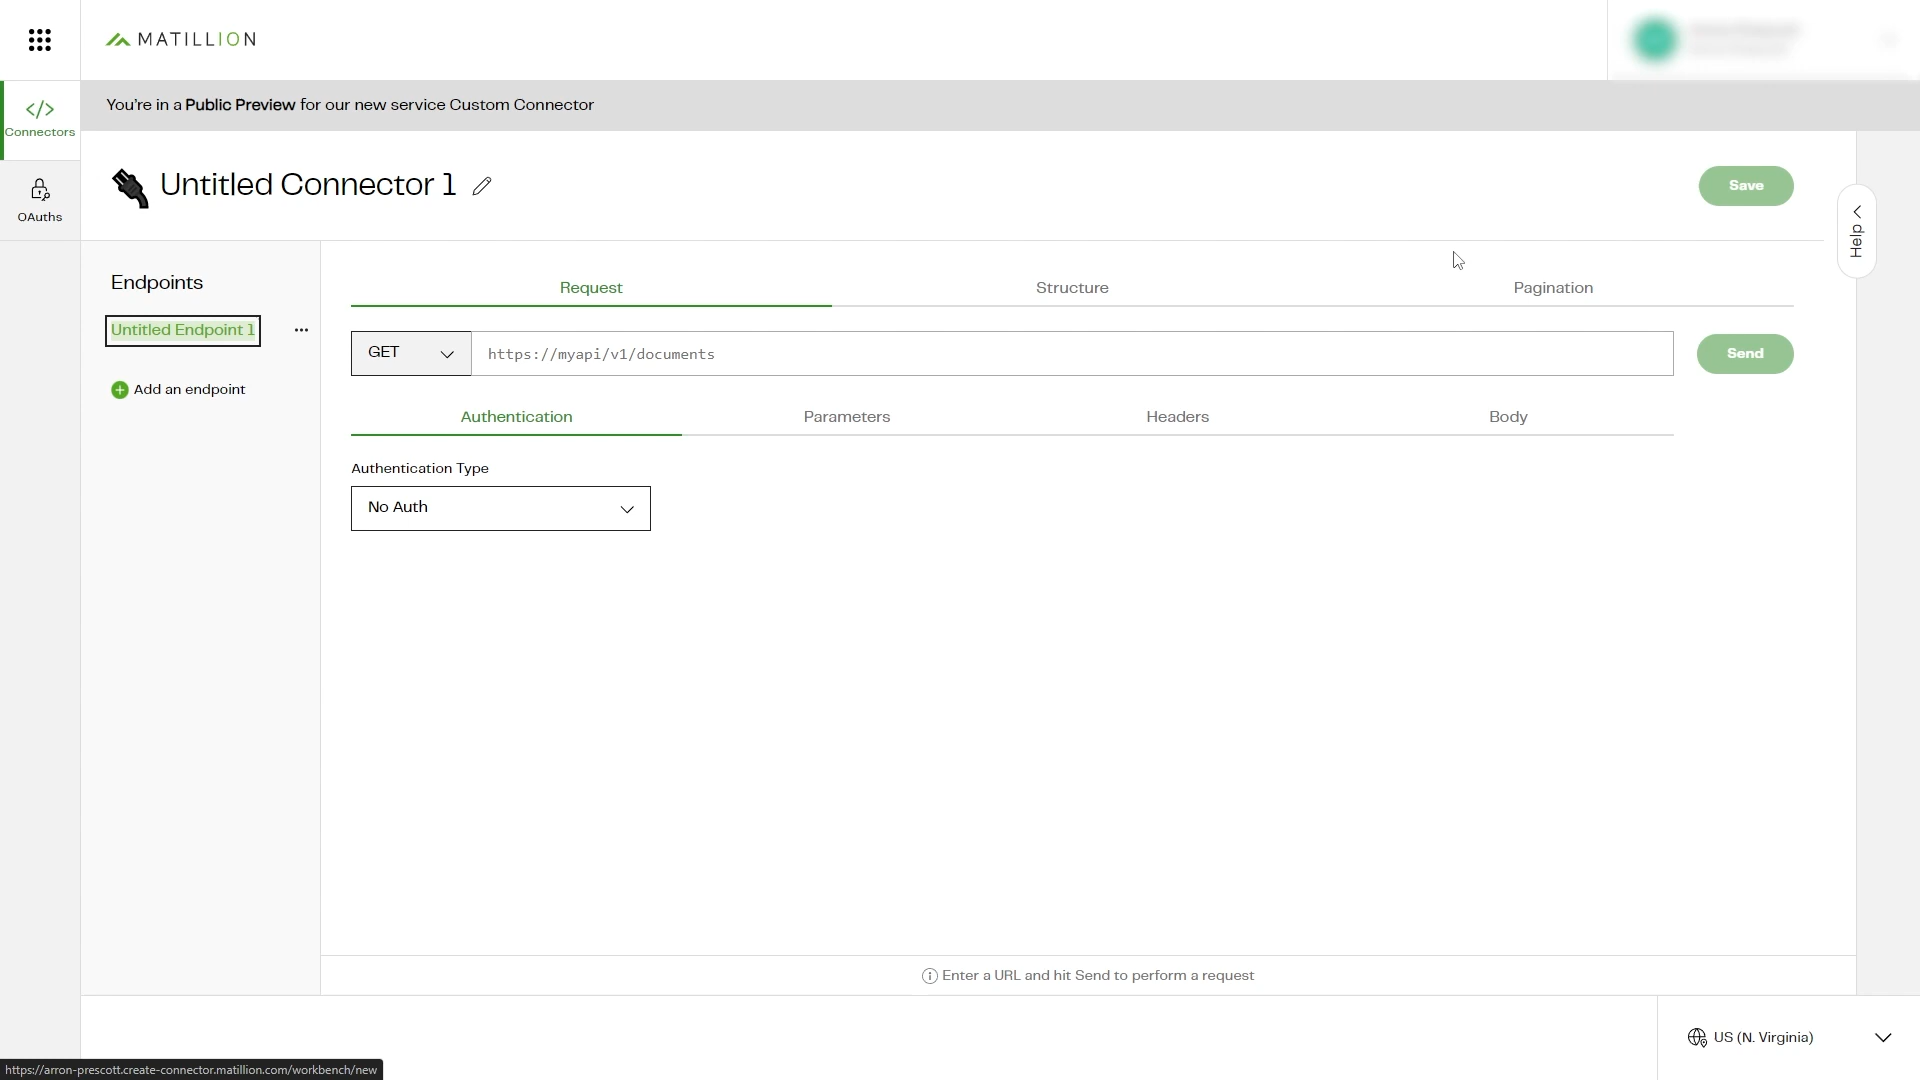 MATILLION
You're in a Public Preview for our new service Custom Connector
Connectors
OAuths
Untitled Connector 1
Save
Help
Endpoints
Untitled Endpoint 1
Add an endpoint
Request
Structure
Pagination
GET
https://myapi/v1/documents
Send
Authentication
Parameters
Headers
Body
Authentication Type
No Auth
Enter a URL and hit Send to perform a request
US (N. Virginia)
https://arron-prescott.create-connector.matillion.com/workbench/new